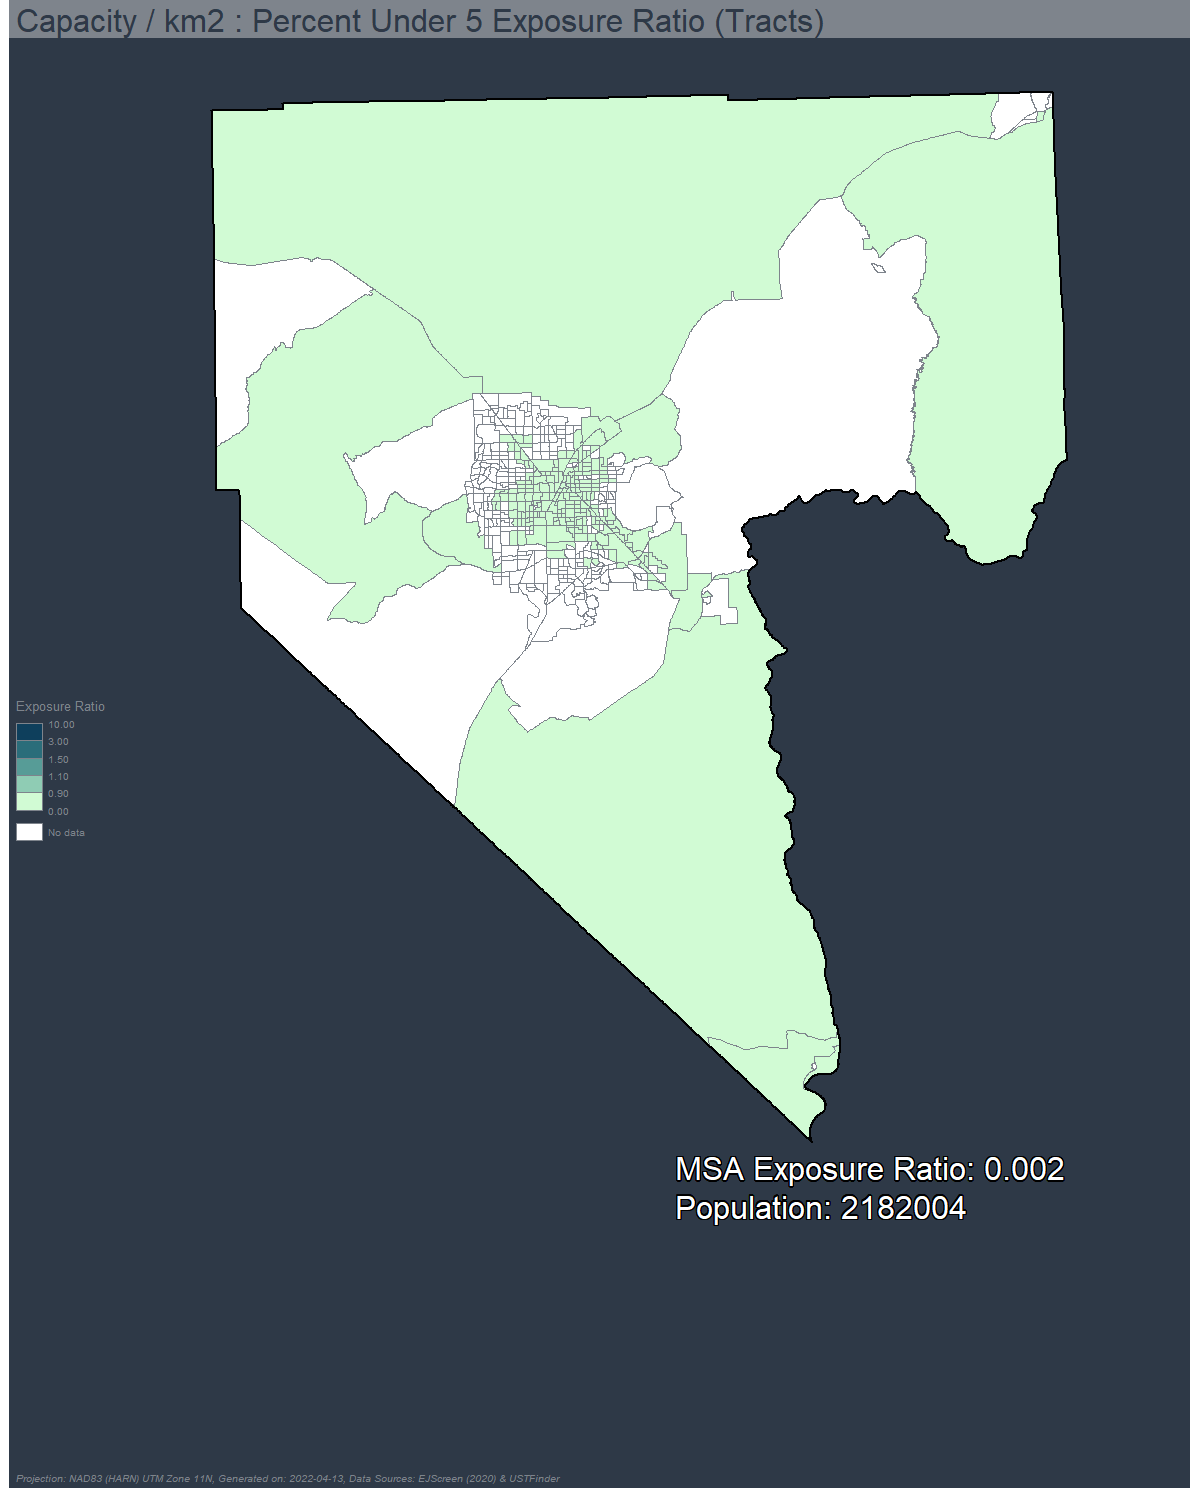 Capacity / km2 : Percent Under 5 Exposure Ratio (Tracts)
Exposure Ratio
10.00
3.00
1.50
1.10
0.90
0.00
No data
MSA Exposure Ratio: 0.002
Population: 2182004
Projection: NAD83 (HARN) UTM Zone 11N, Generated on: 2022-04-13, Data Sources: EJScreen (2020) & USTFinder